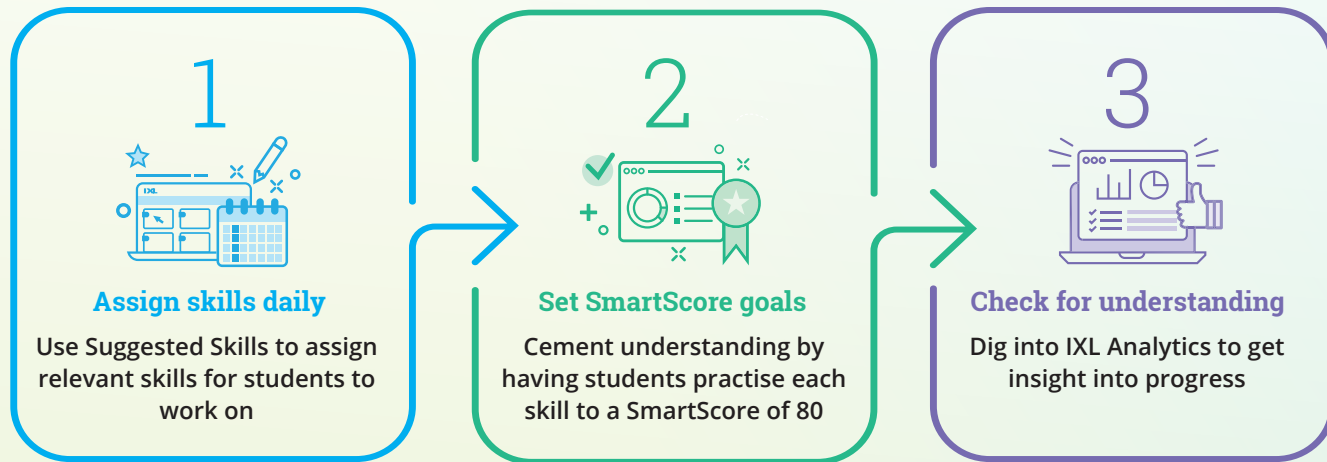 1
IXL
Assign skills daily
Use Suggested Skills to assign
relevant skills for students to
work on
2
Set SmartScore goals
Cement understanding by
having students practise each
skill to a SmartScore of 80
3
Check for understanding
Dig into IXL Analytics to get
insight into progress